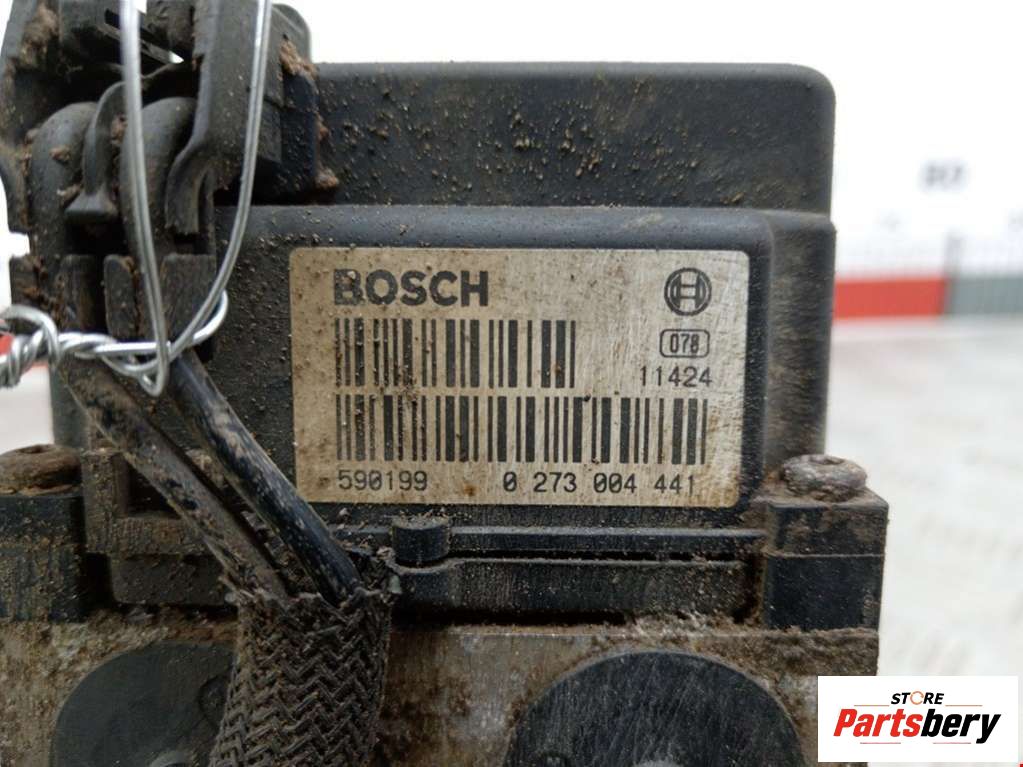 BOSCH
078
11424
590199 0 273 004 441
STORE
Partsbery